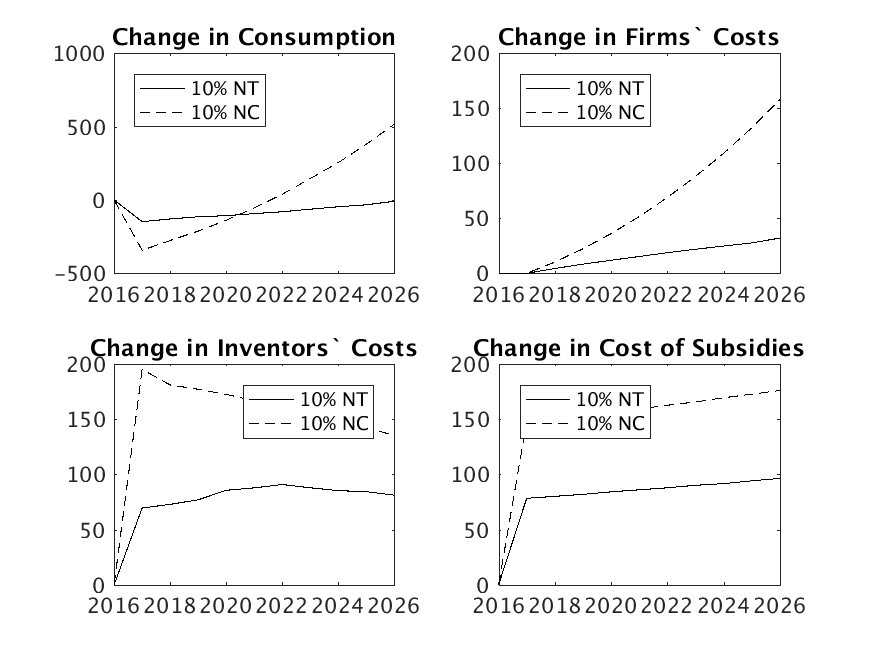 Change in Consumption
1000
500
0
−500
10% NT
10% NC
2016 2018 2020 2022 2024 2026
Change in Firms` Costs
200
150
100
50
0
10% NT
10% NC
2016 2018 2020 2022 2024 2026
Change in Inventors` Costs
200
150
100
50
0
10% NT
10% NC
2016 2018 2020 2022 2024 2026
Change in Cost of Subsidies
200
150
100
50
0
10% NT
10% NC
2016 2018 2020 2022 2024 2026